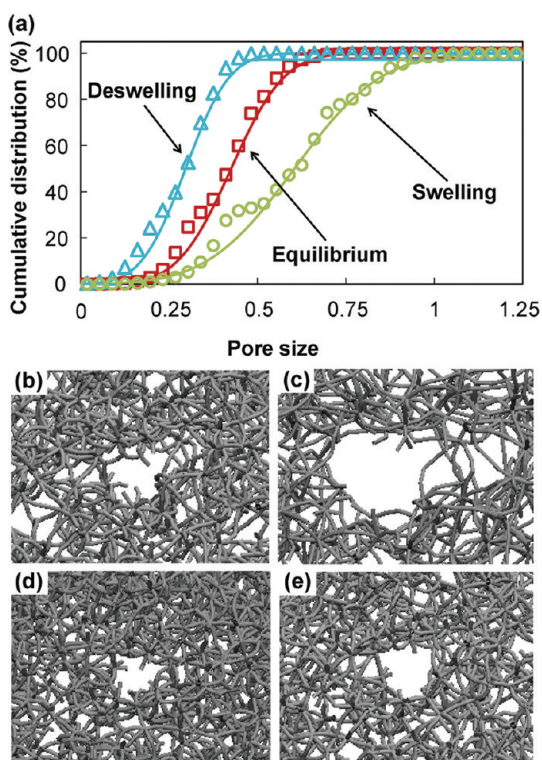 (a)
Cumulative distribution (%)
100
80
60
40
20
0
Deswelling
Swelling
Equilibrium
0
0.25
0.5
0.75
1
1.25
Pore size
(b)
(c)
(d)
(e)